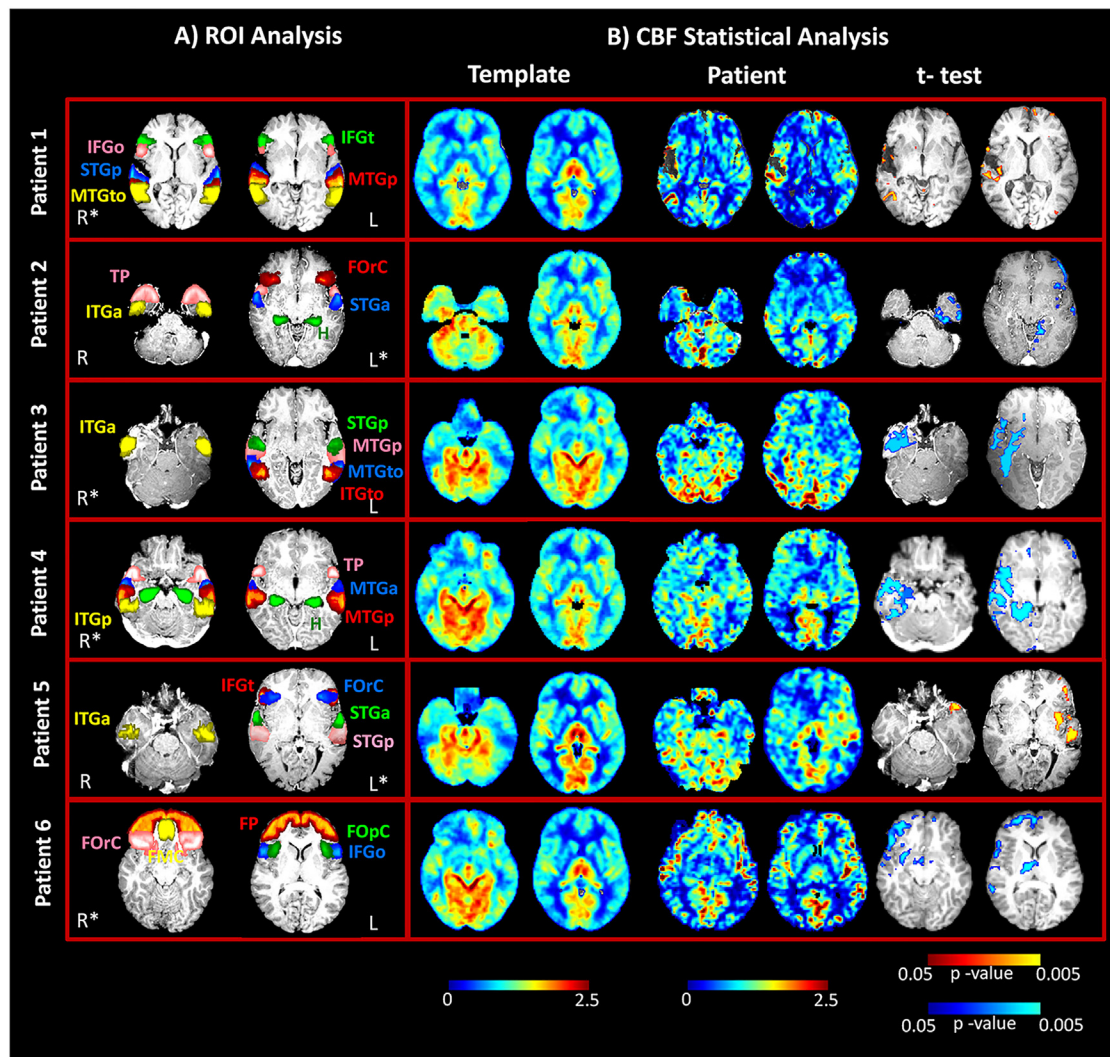 A) ROI Analysis
B) CBF Statistical Analysis
Template
Patient
t- test
Patient 1
IFGo
STGp
MTGto
R*
IFGt
MTGp
L
Patient 2
TP
ITGa
R
FOrC
STGa
H
L*
Patient 3
ITGa
R*
STGp
MTGp
MTGto
ITGto
L
Patient 4
ITGp
R*
TP
MTGa
MTGp
H
L
Patient 5
ITGa
R
IFGt
FOrC
STGa
STGp
L*
Patient 6
FOrC
FMC
R*
FP
FOpC
IFGo
L
0 2.5
0 2.5
0.05 p -value 0.005
0.05 p -value 0.005